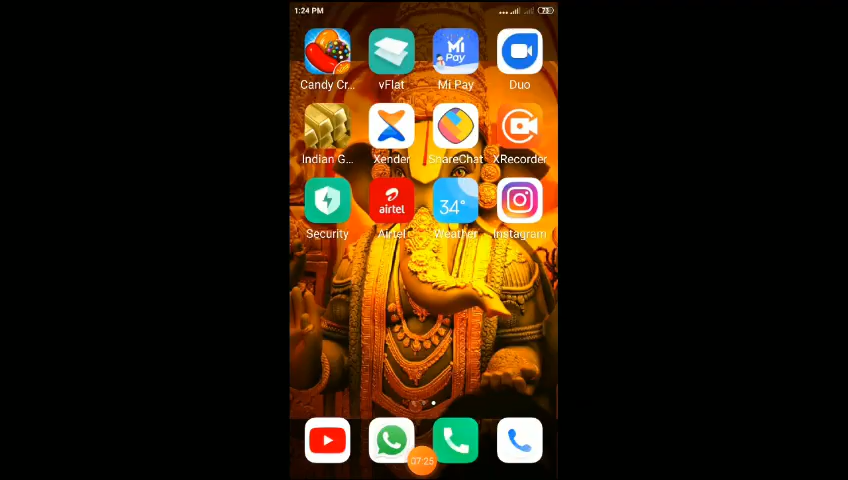 1:24 PM
Candy Cr...
vFlat
Mi Pay
Mi Pay
Duo
Indian G...
Xender
ShareChat
XRecorder
airtel
34°
Security
Airtel
Weather
Instagram
07:25